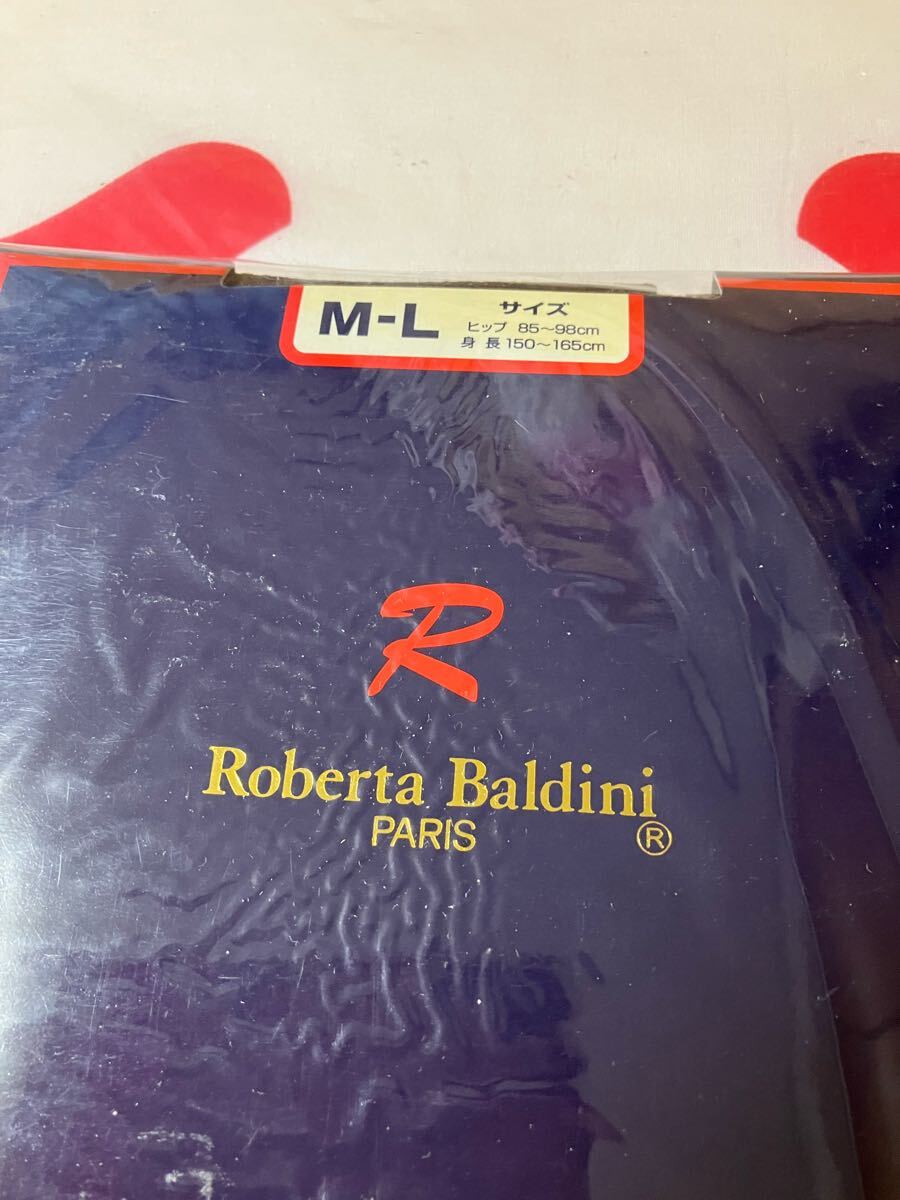 M-L
サイズ
ヒップ 85～98cm
身 長 150～165cm
R
Roberta Baldini
PARIS ®